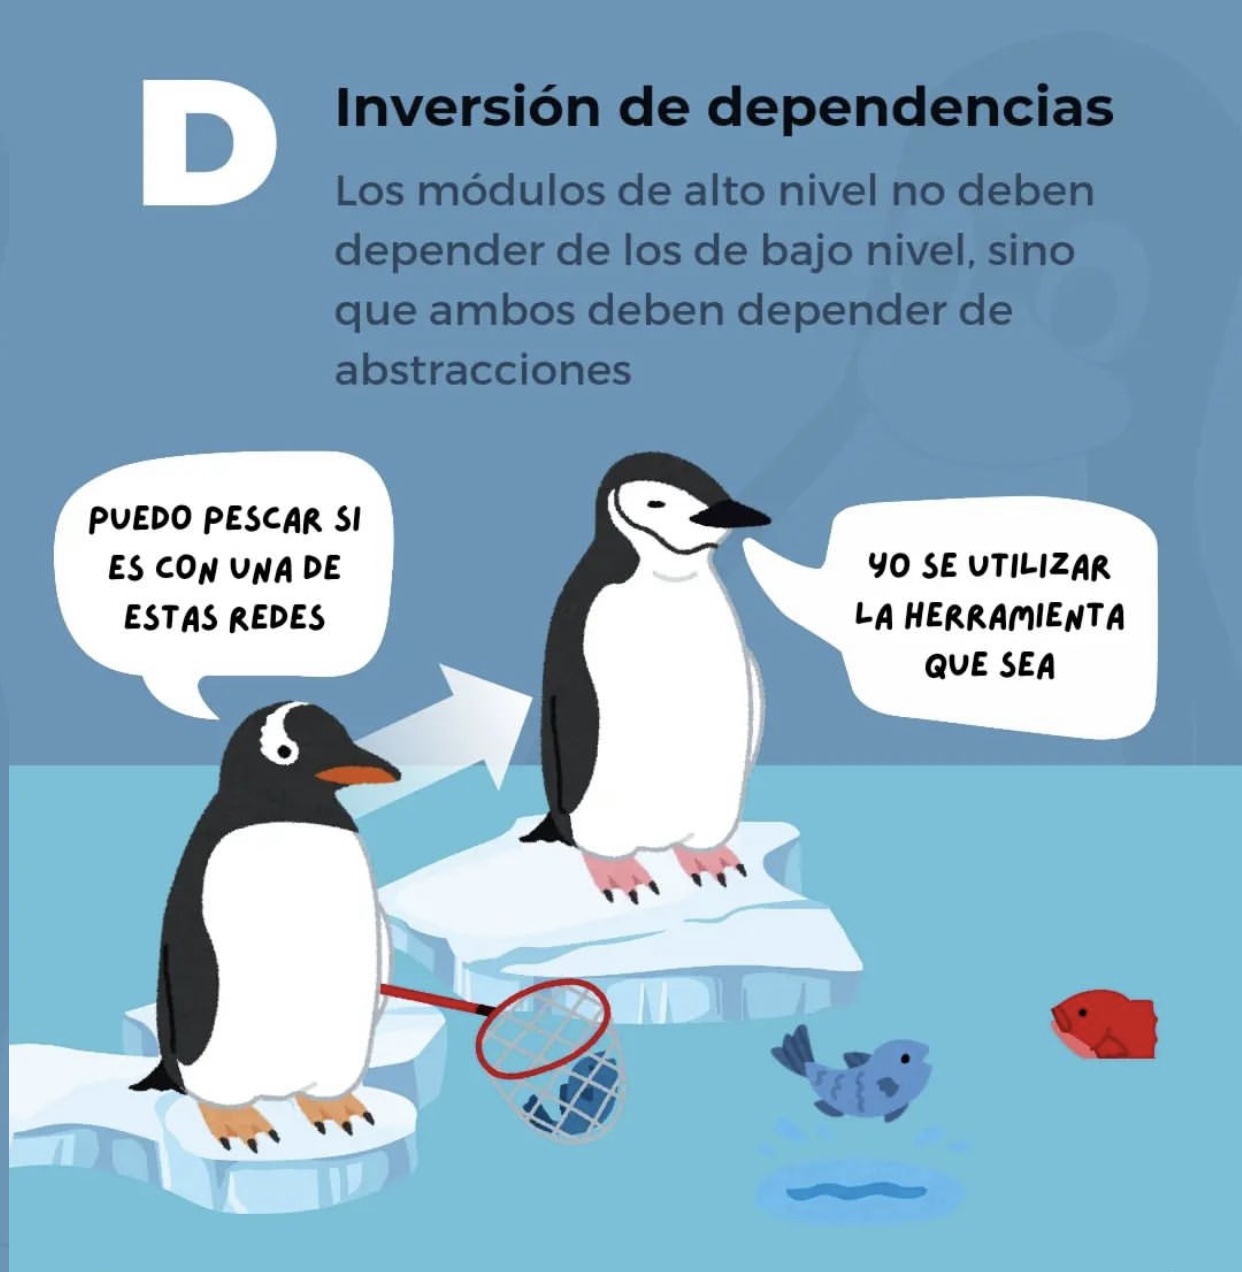 D
Inversión de dependencias
Los módulos de alto nivel no deben
depender de los de bajo nivel, sino
que ambos deben depender de
abstracciones
PUEDO PESCAR SI
ES CON UNA DE
ESTAS REDES
YO SE UTILIZAR
LA HERRAMIENTA
QUE SEA